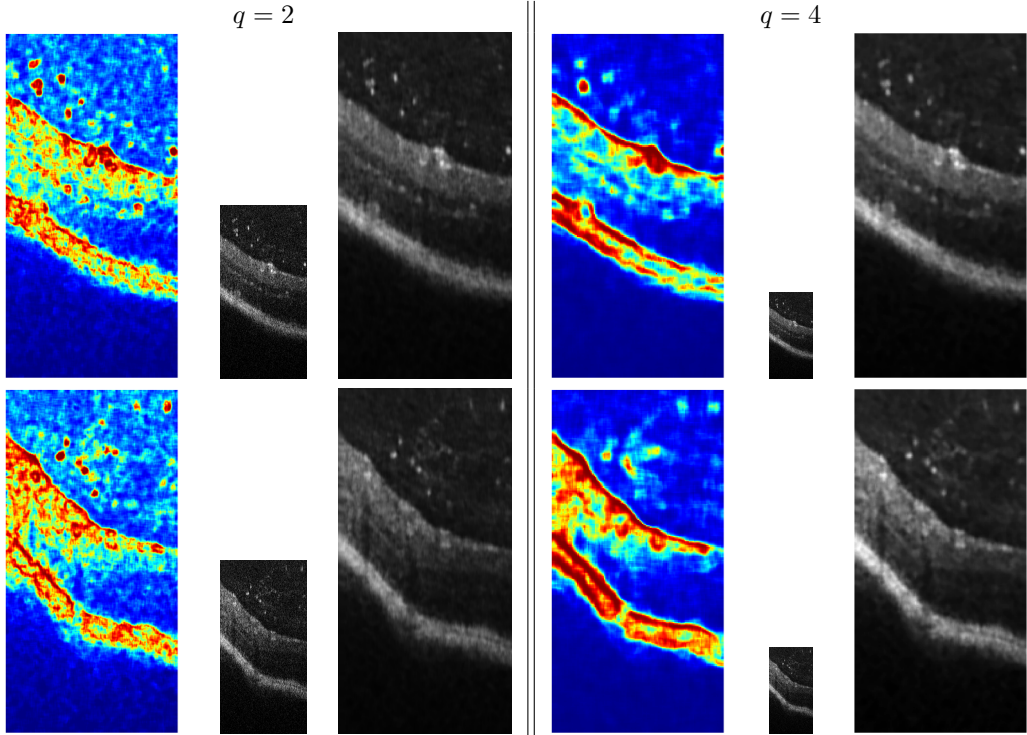 q = 2
q = 4